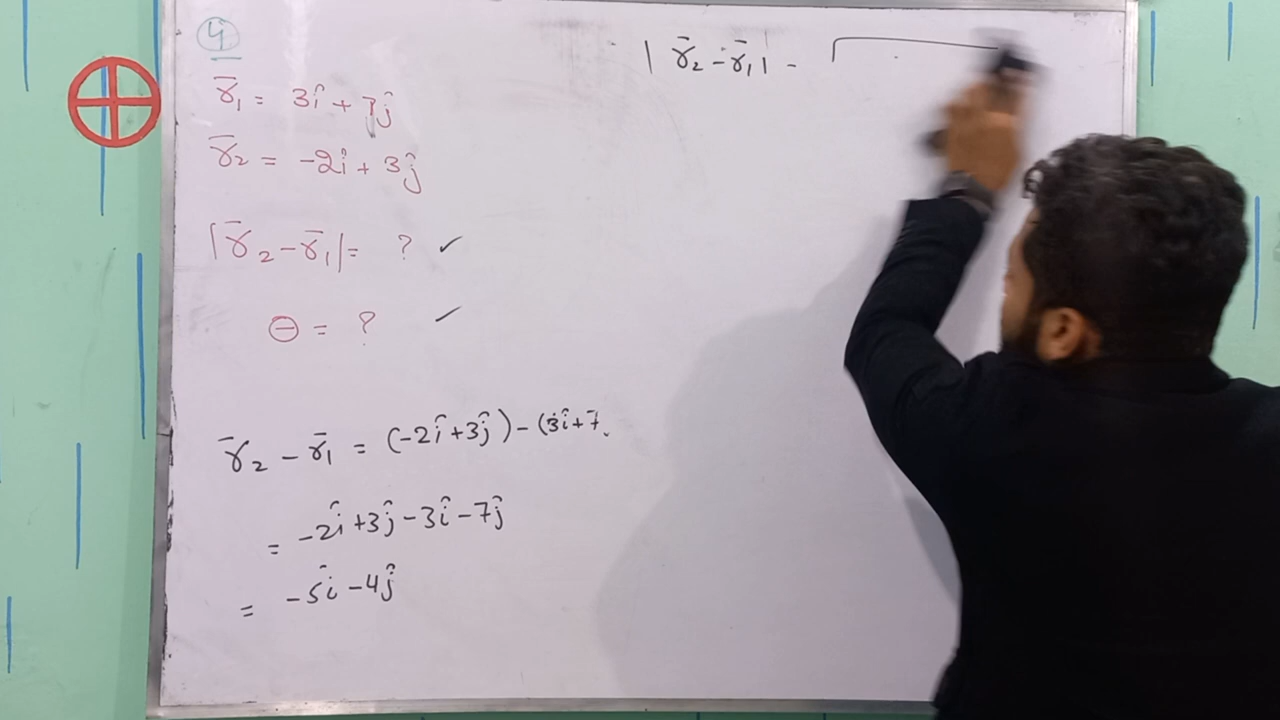 4
r̄₁ = 3î + 7ĵ
r̄₂ = -2î + 3ĵ
|r̄₂ - r̄₁| = ? ✓
θ = ? ✓
r̄₂ - r̄₁ = (-2î+3ĵ) - (3î+7
= -2î+3ĵ-3î-7ĵ
= -5î-4ĵ
|r̄₂ - r̄₁| = √